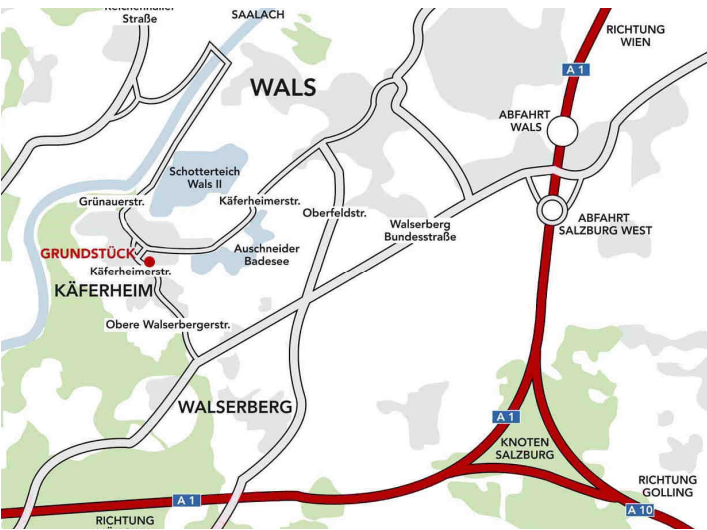 Reichenhaller
Straße
SAALACH
RICHTUNG
WIEN
A 1
WALS
ABFAHRT
WALS
Schotterteich
Wals II
Grünauerstr.
Käferheimerstr.
Oberfeldstr.
Walserberg
Bundesstraße
ABFAHRT
SALZBURG WEST
GRUNDSTÜCK
Auschneider
Badesee
Käferheimerstr.
KÄFERHEIM
Obere Walserbergerstr.
WALSERBERG
A 1
KNOTEN
SALZBURG
RICHTUNG
GOLLING
A 1
A 10
RICHTUNG